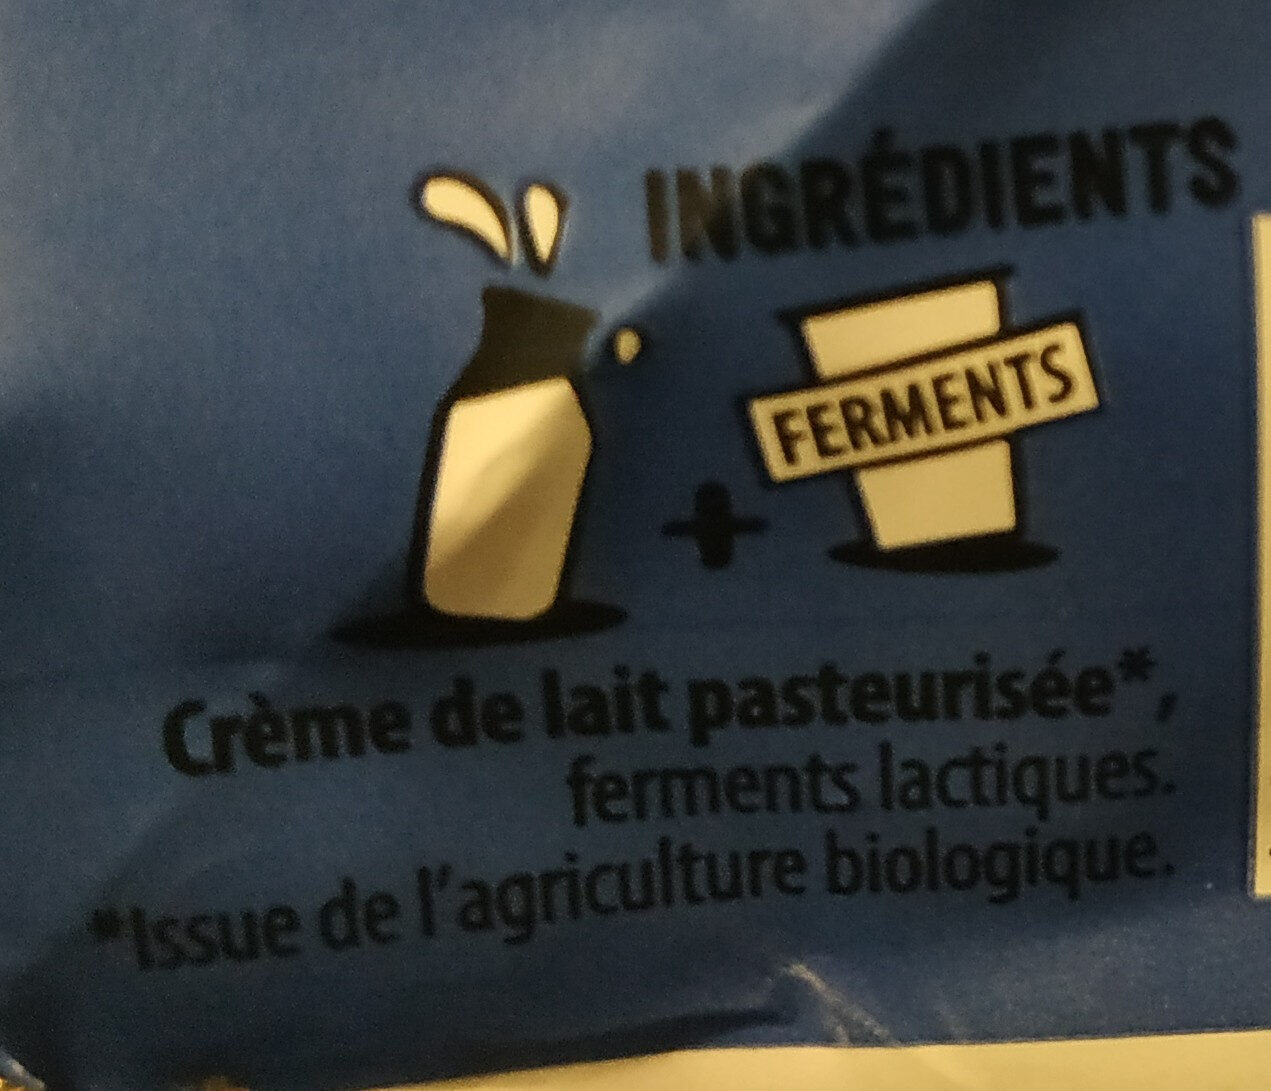 INGRÉDIENTS
FERMENTS
+
Crème de lait pasteurisée*,
ferments lactiques.
*Issue de l'agriculture biologique.